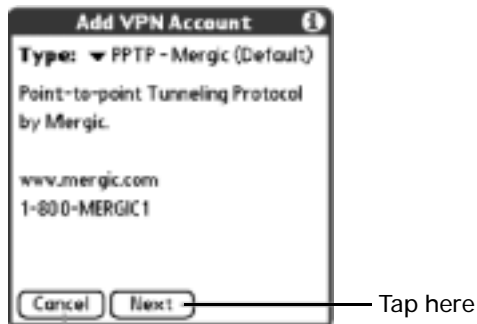 Add VPN Account
Type: PPTP - Mergic (Default)
Point-to-point Tunneling Protocol
by Mergic.
www.mergic.com
1-800-MERGIC1
Cancel Next
Tap here